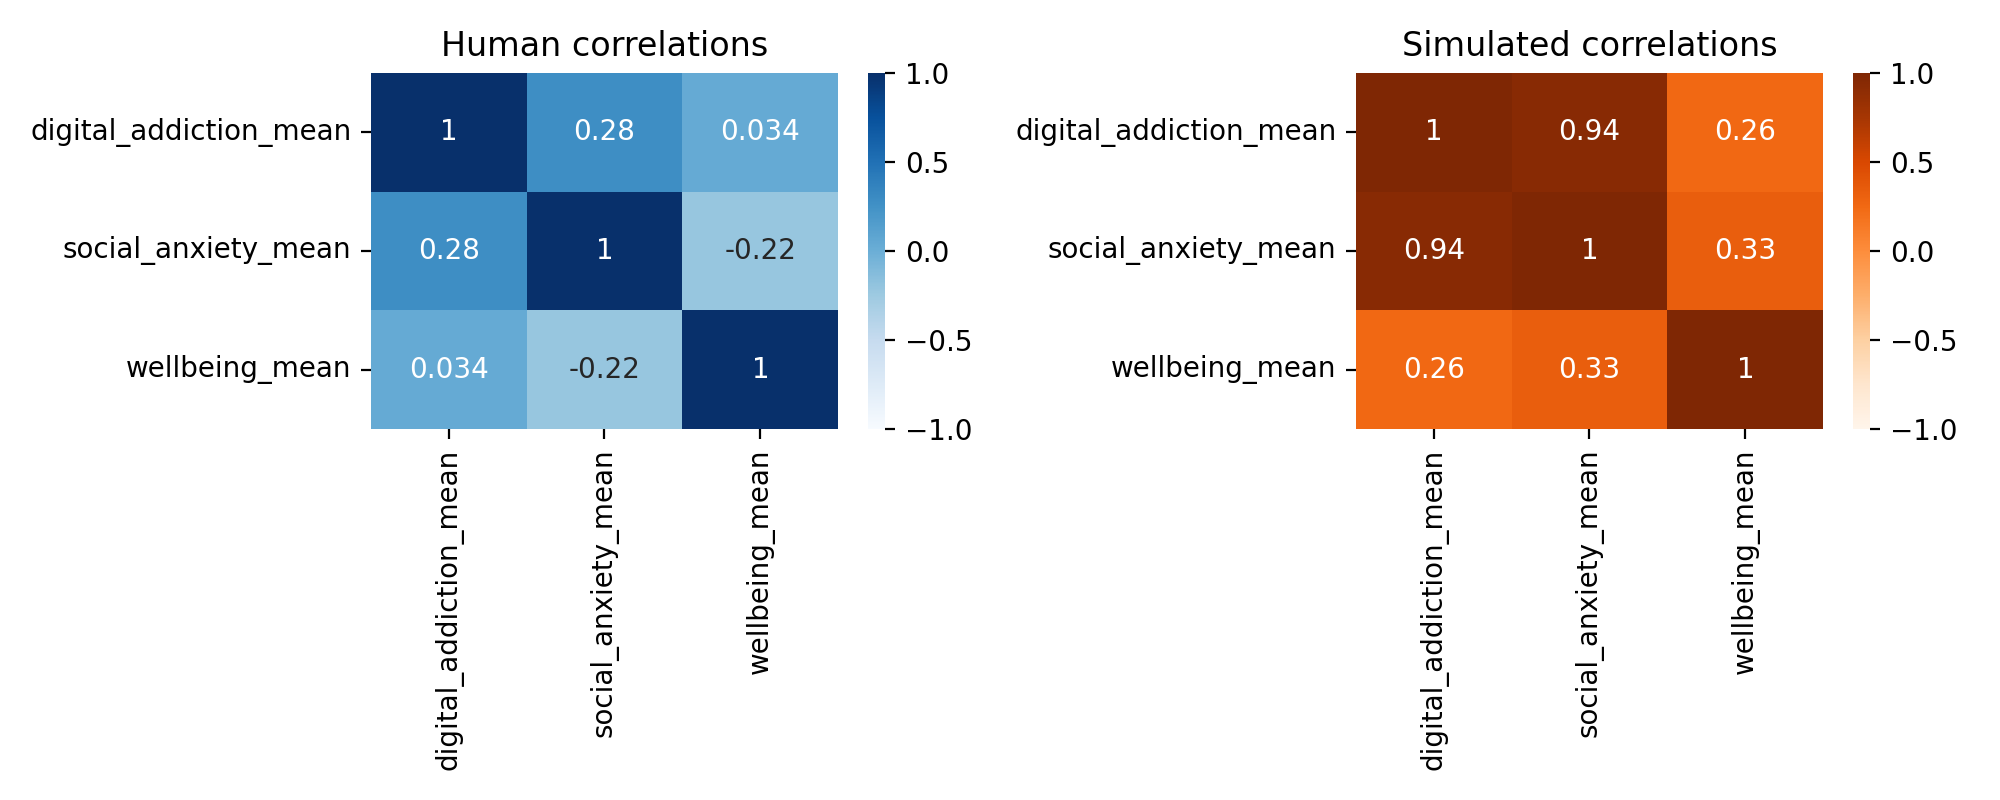 Human correlations
digital_addiction_mean
social_anxiety_mean
wellbeing_mean
1 0.28 0.034
0.28 1 -0.22
0.034 -0.22 1
digital_addiction_mean
social_anxiety_mean
wellbeing_mean
1.0
0.5
0.0
−0.5
−1.0
Simulated correlations
digital_addiction_mean
social_anxiety_mean
wellbeing_mean
1 0.94 0.26
0.94 1 0.33
0.26 0.33 1
digital_addiction_mean
social_anxiety_mean
wellbeing_mean
1.0
0.5
0.0
−0.5
−1.0